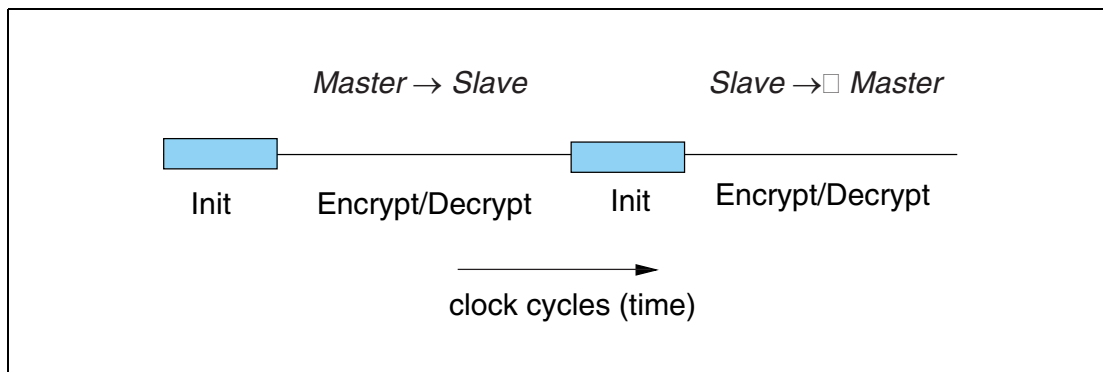 Master → Slave
Slave →□ Master
Init
Encrypt/Decrypt
Init
Encrypt/Decrypt
clock cycles (time)